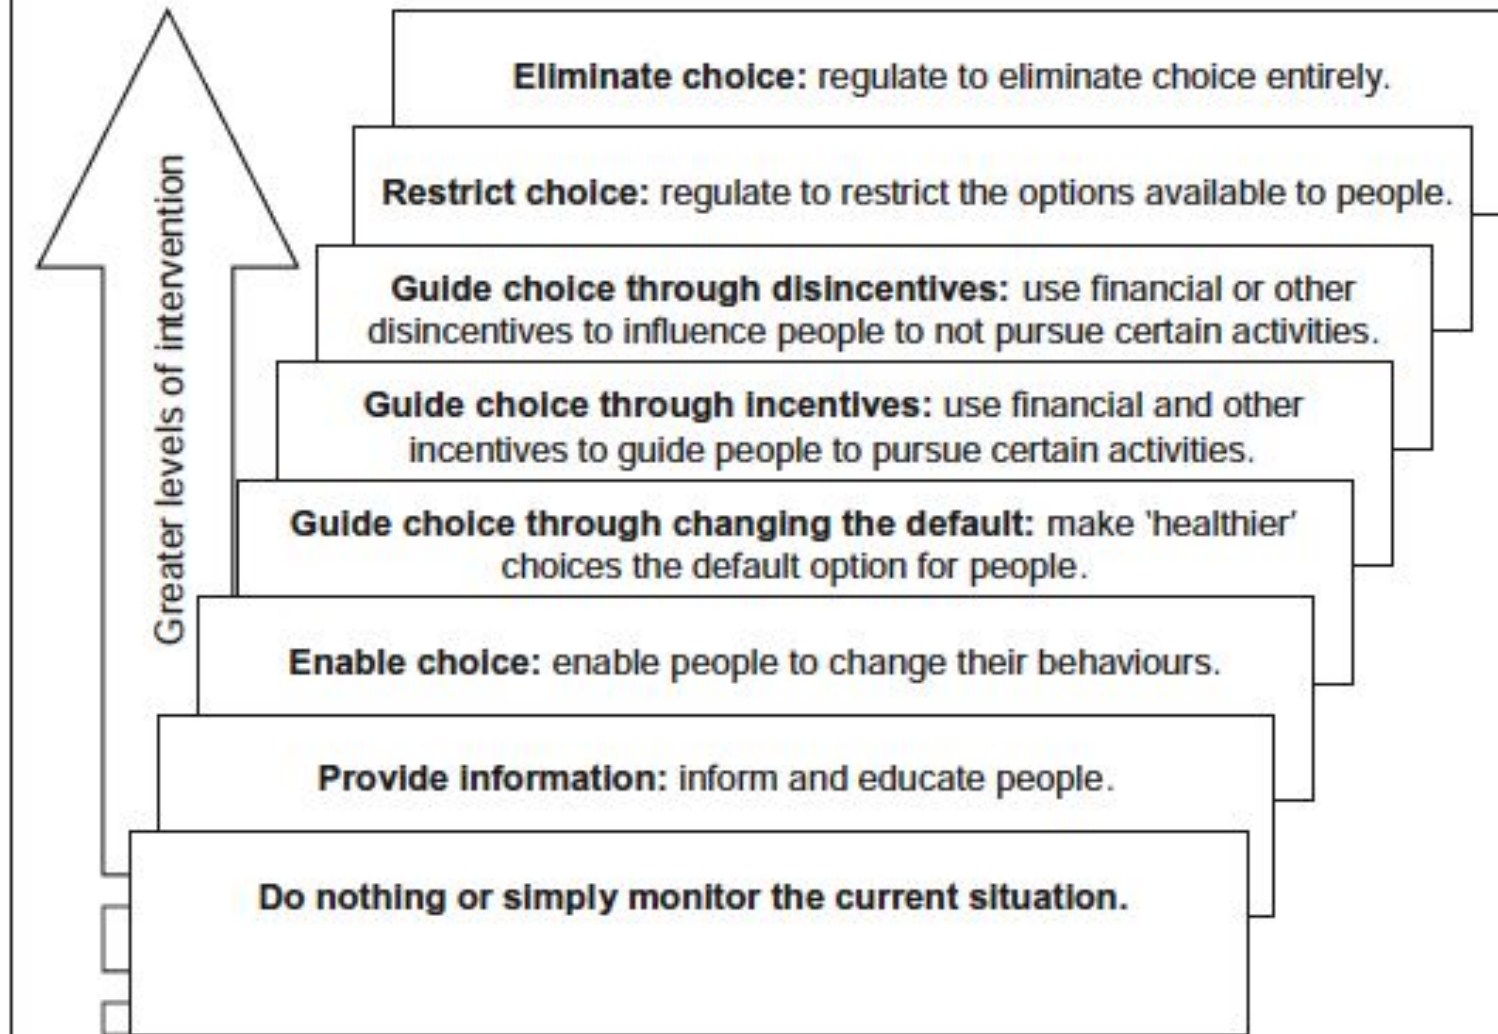 Eliminate choice: regulate to eliminate choice entirely.
Restrict choice: regulate to restrict the options available to people.
Guide choice through disincentives: use financial or other
disincentives to influence people to not pursue certain activities.
Guide choice through incentives: use financial and other
incentives to guide people to pursue certain activities.
Guide choice through changing the default: make 'healthier'
choices the default option for people.
Enable choice: enable people to change their behaviours.
Provide information: inform and educate people.
Do nothing or simply monitor the current situation.
Greater levels of intervention